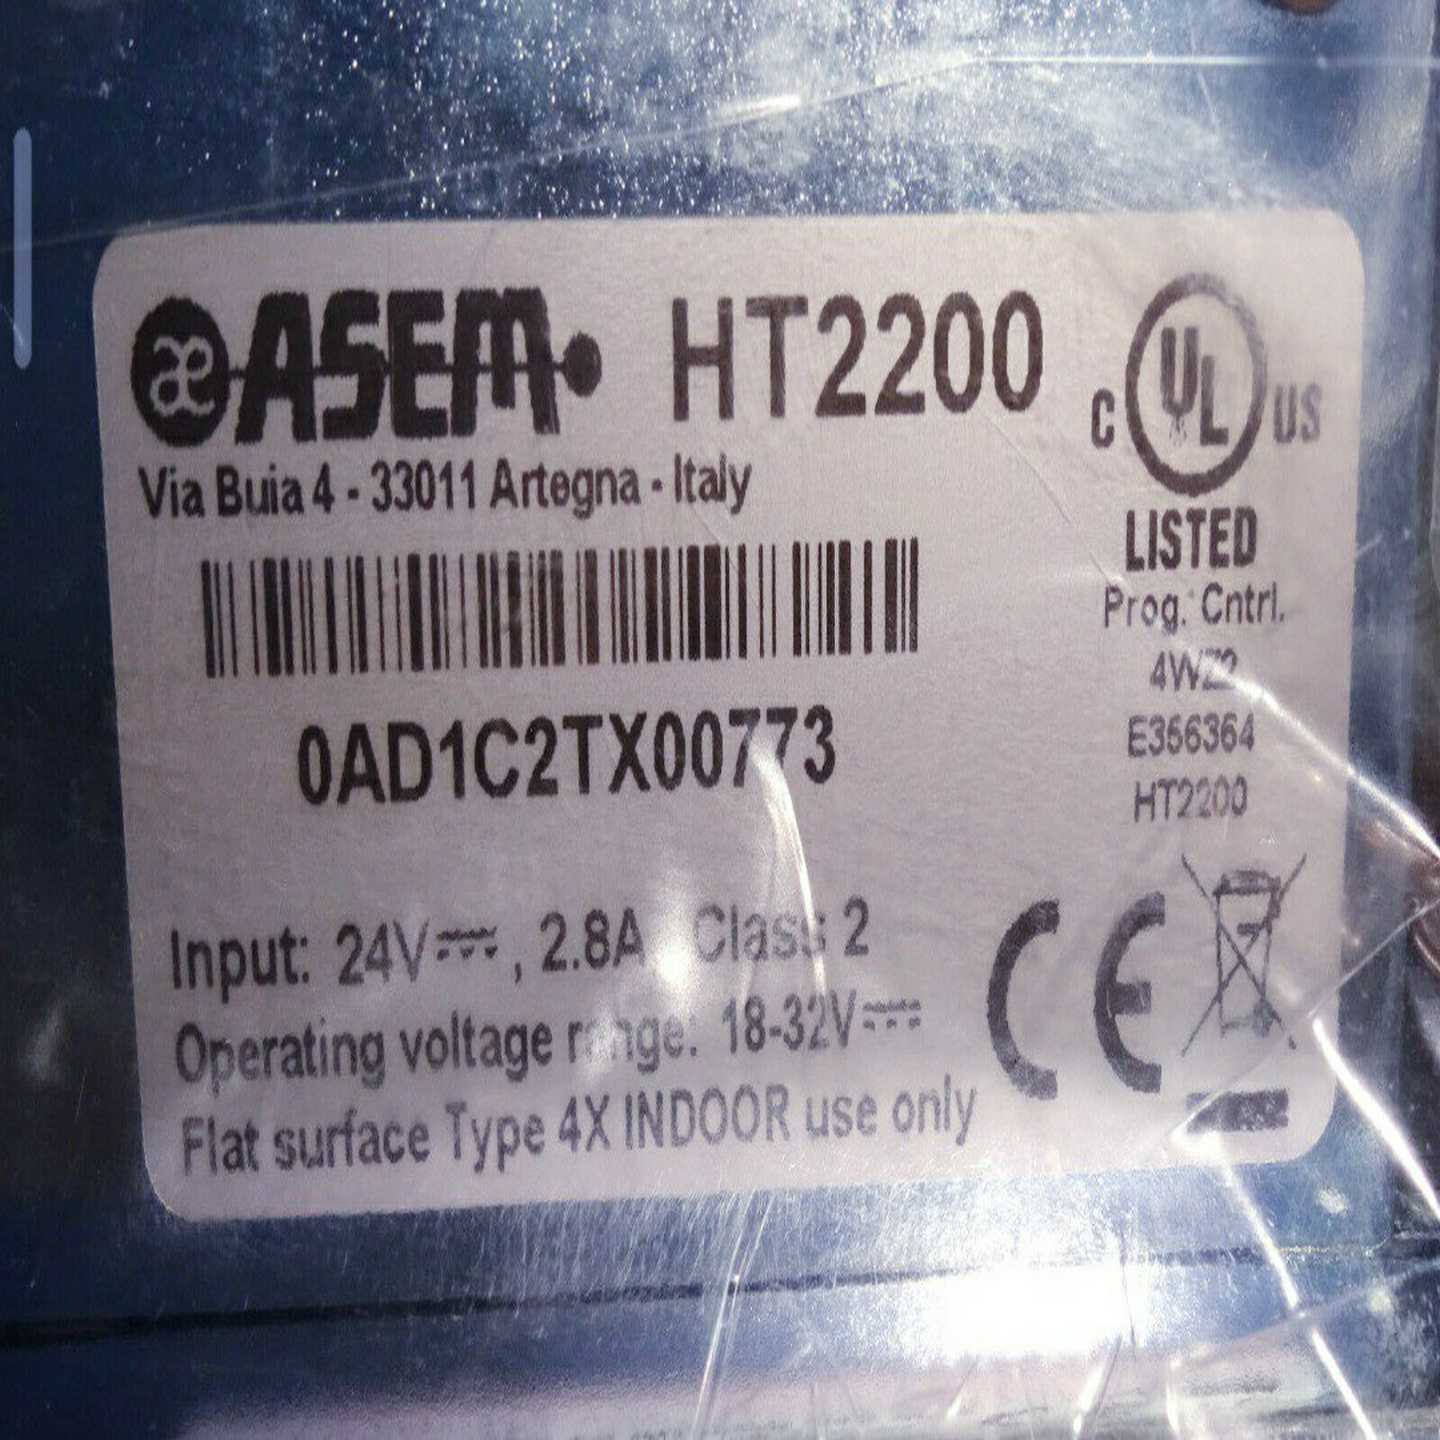 æ ASEM HT2200
Via Buia 4 - 33011 Artegna - Italy
0AD1C2TX00773
Input: 24V⎓, 2.8A Class 2
Operating voltage range: 18-32V⎓
Flat surface Type 4X INDOOR use only
C UL US
LISTED
Prog. Cntrl.
4WZ2
E356364
HT2200
CE